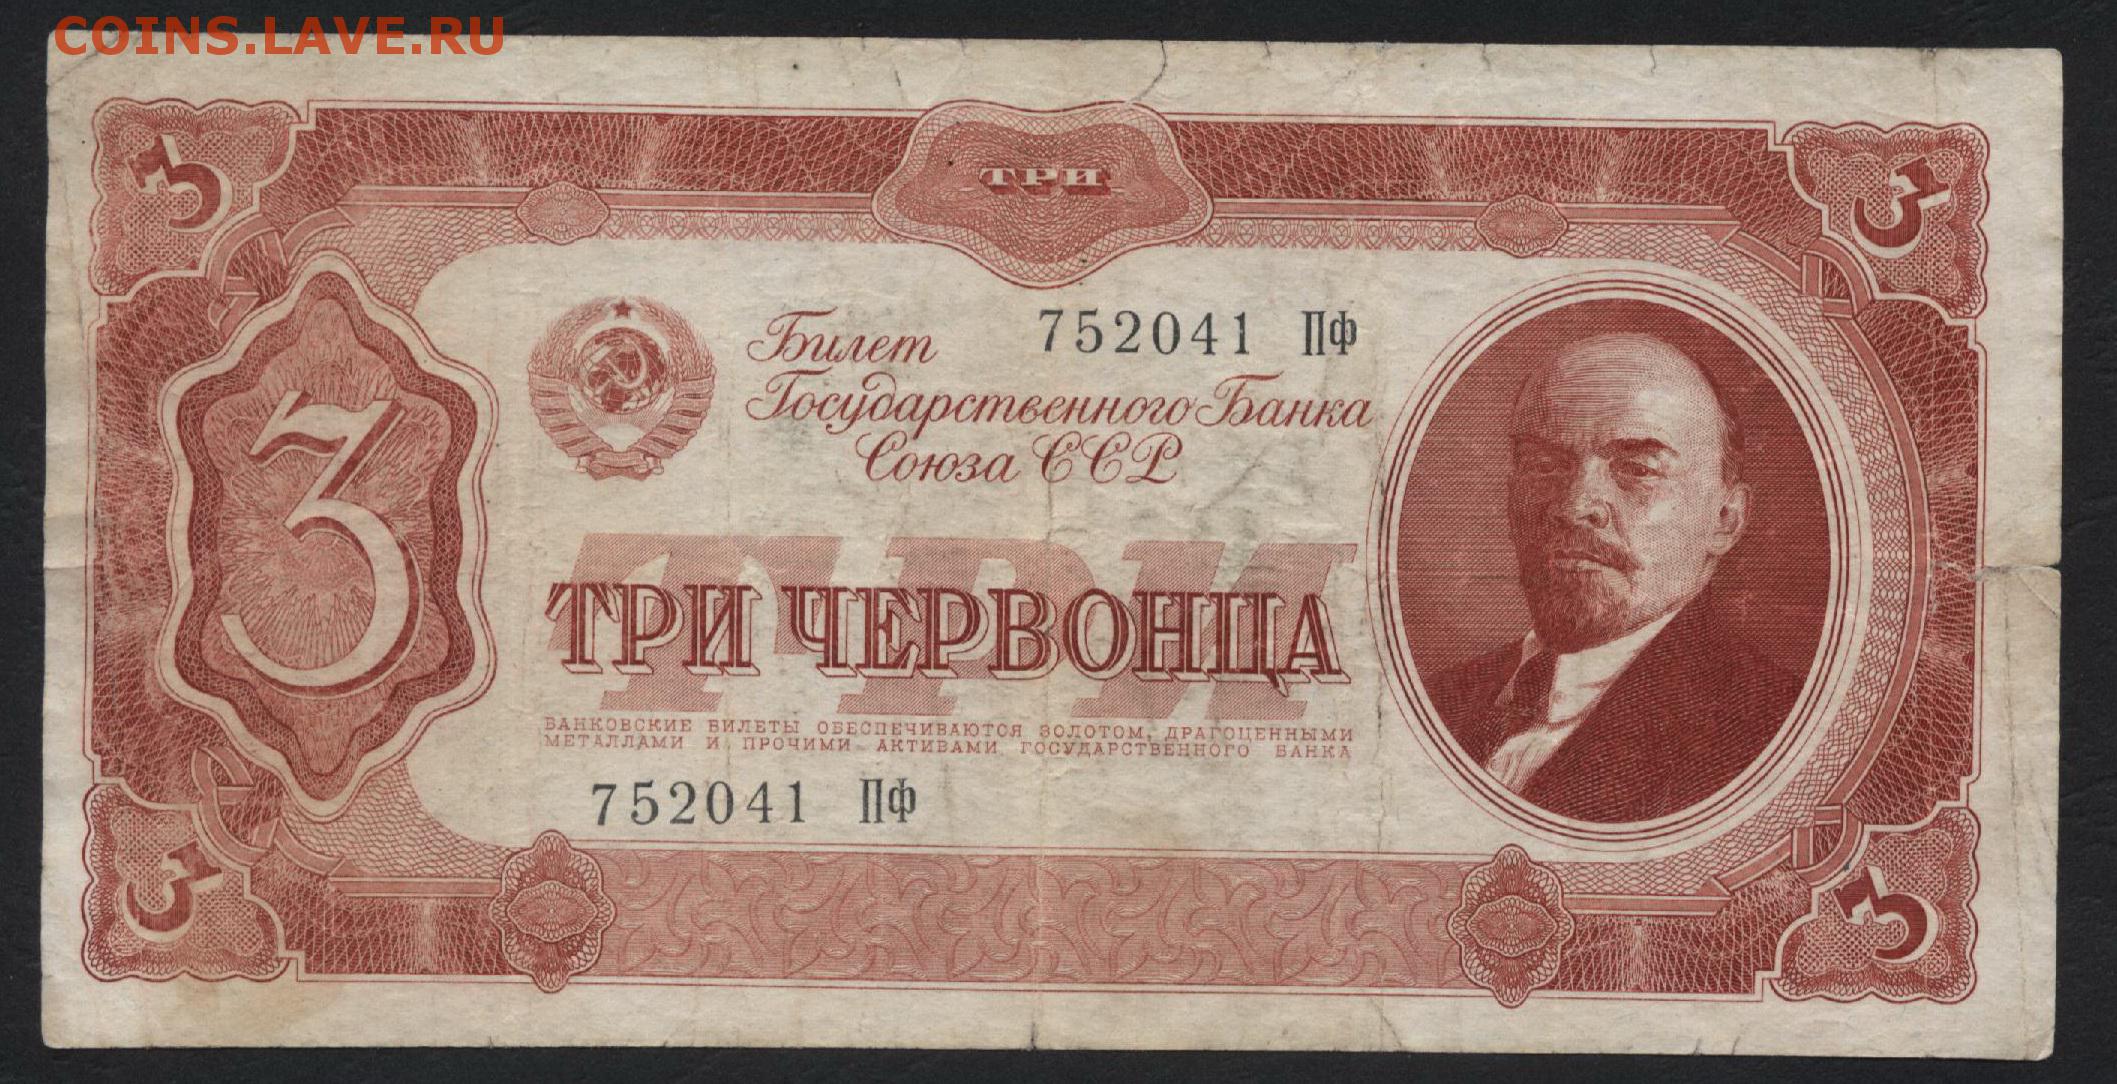 COINS.LAVE.RU
3
ТРИ
3
Билет
752041 ПФ
Государственного Банка
Союза ССР
3
ТРИ
ТРИ ЧЕРВОНЦА
БАНКОВСКИЕ БИЛЕТЫ ОБЕСПЕЧИВАЮТСЯ ЗОЛОТОМ, ДРАГОЦЕННЫМИ
МЕТАЛЛАМИ И ПРОЧИМИ АКТИВАМИ ГОСУДАРСТВЕННОГО БАНКА
752041 ПФ
3
3